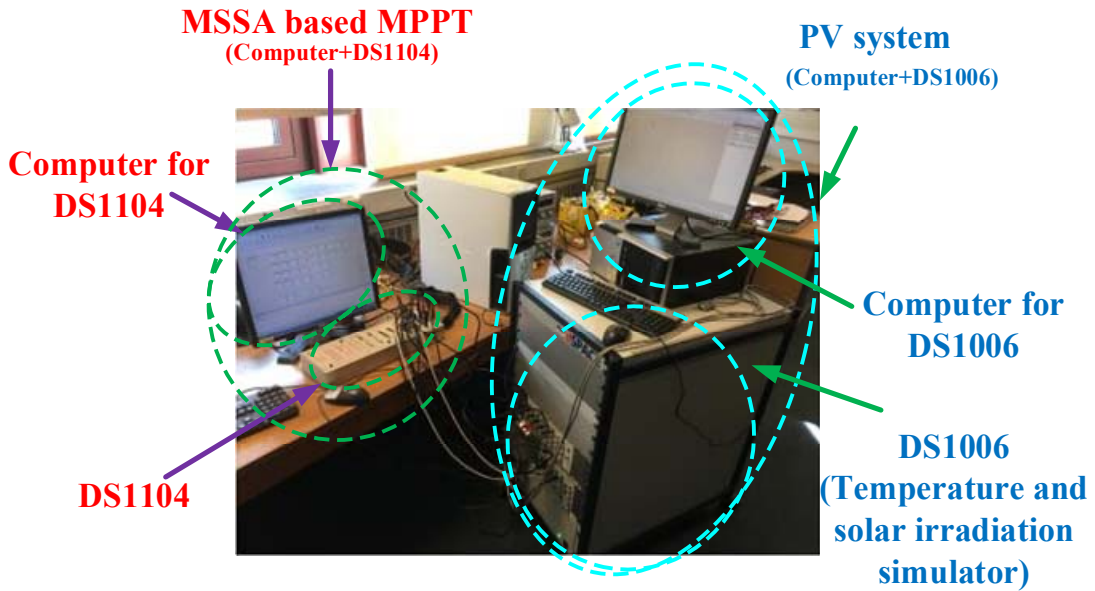 MSSA based MPPT
(Computer+DS1104)
PV system
(Computer+DS1006)
Computer for
DS1104
Computer for
DS1006
DS1104
DS1006
(Temperature and
solar irradiation
simulator)